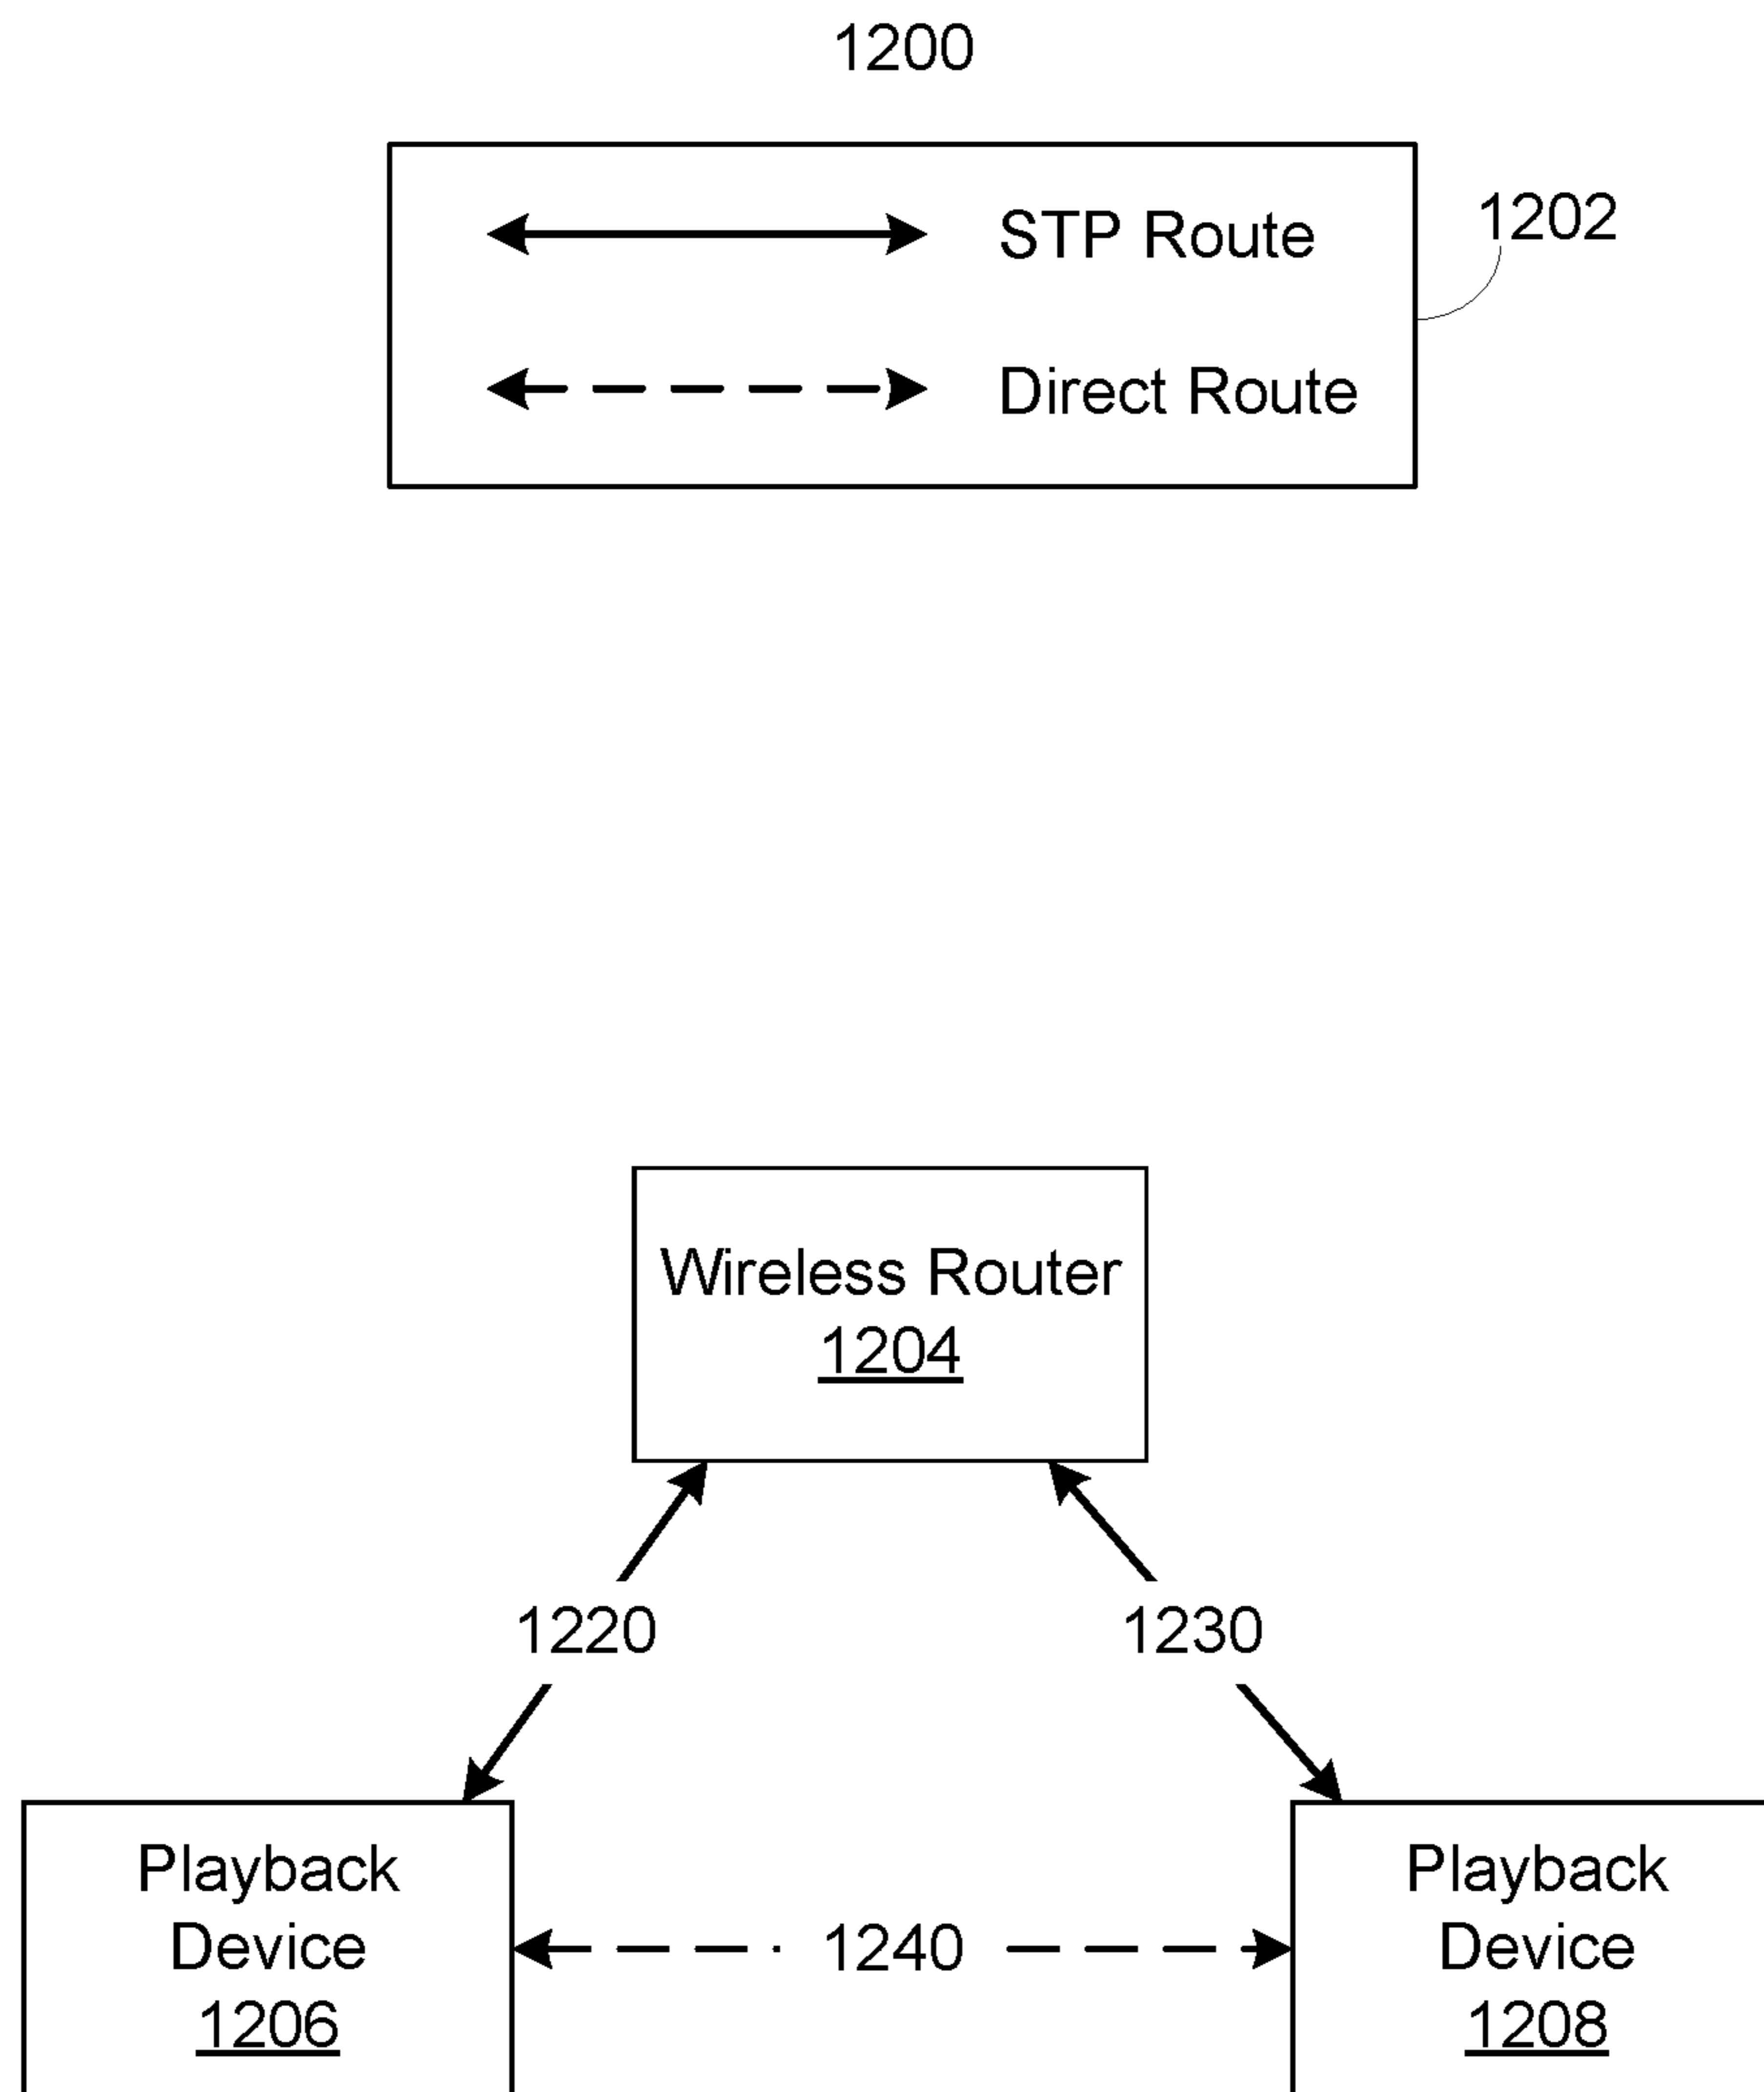 1200
STP Route
1202
Direct Route
Wireless Router
1204
1220
1230
Playback
Device
1206
1240
Playback
Device
1208